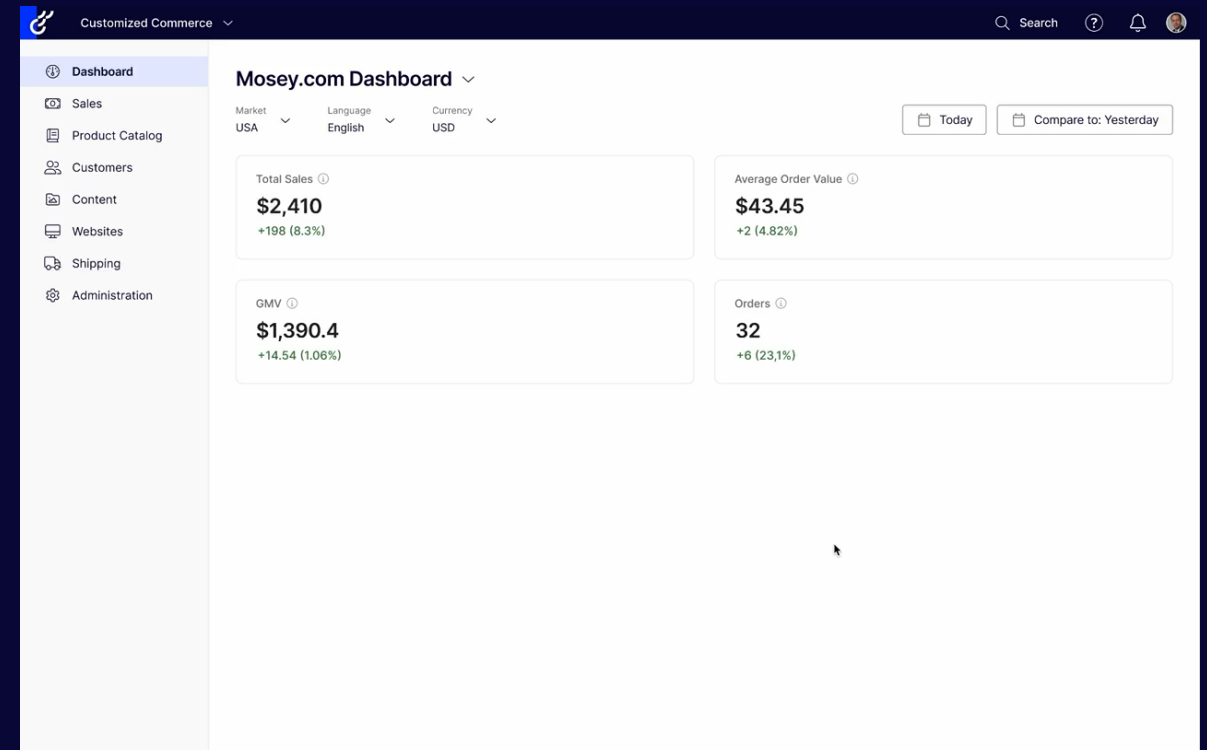 Customized Commerce
Search
Dashboard
Sales
Product Catalog
Customers
Content
Websites
Shipping
Administration
Mosey.com Dashboard
Market
USA
Language
English
Currency
USD
Today
Compare to: Yesterday
Total Sales
$2,410
+198 (8.3%)
Average Order Value
$43.45
+2 (4.82%)
GMV
$1,390.4
+14.54 (1.06%)
Orders
32
+6 (23,1%)